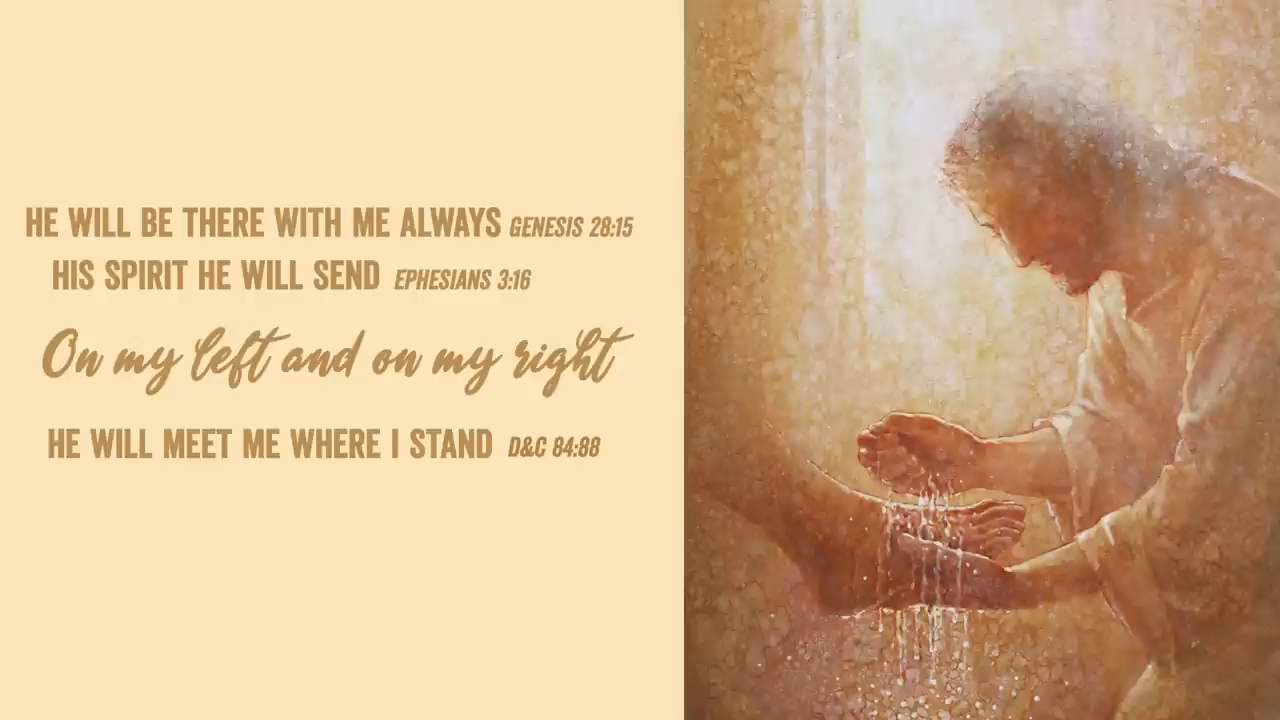 HE WILL BE THERE WITH ME ALWAYS GENESIS 28:15
HIS SPIRIT HE WILL SEND EPHESIANS 3:16
On my left and on my right
HE WILL MEET ME WHERE I STAND D&C 84:88